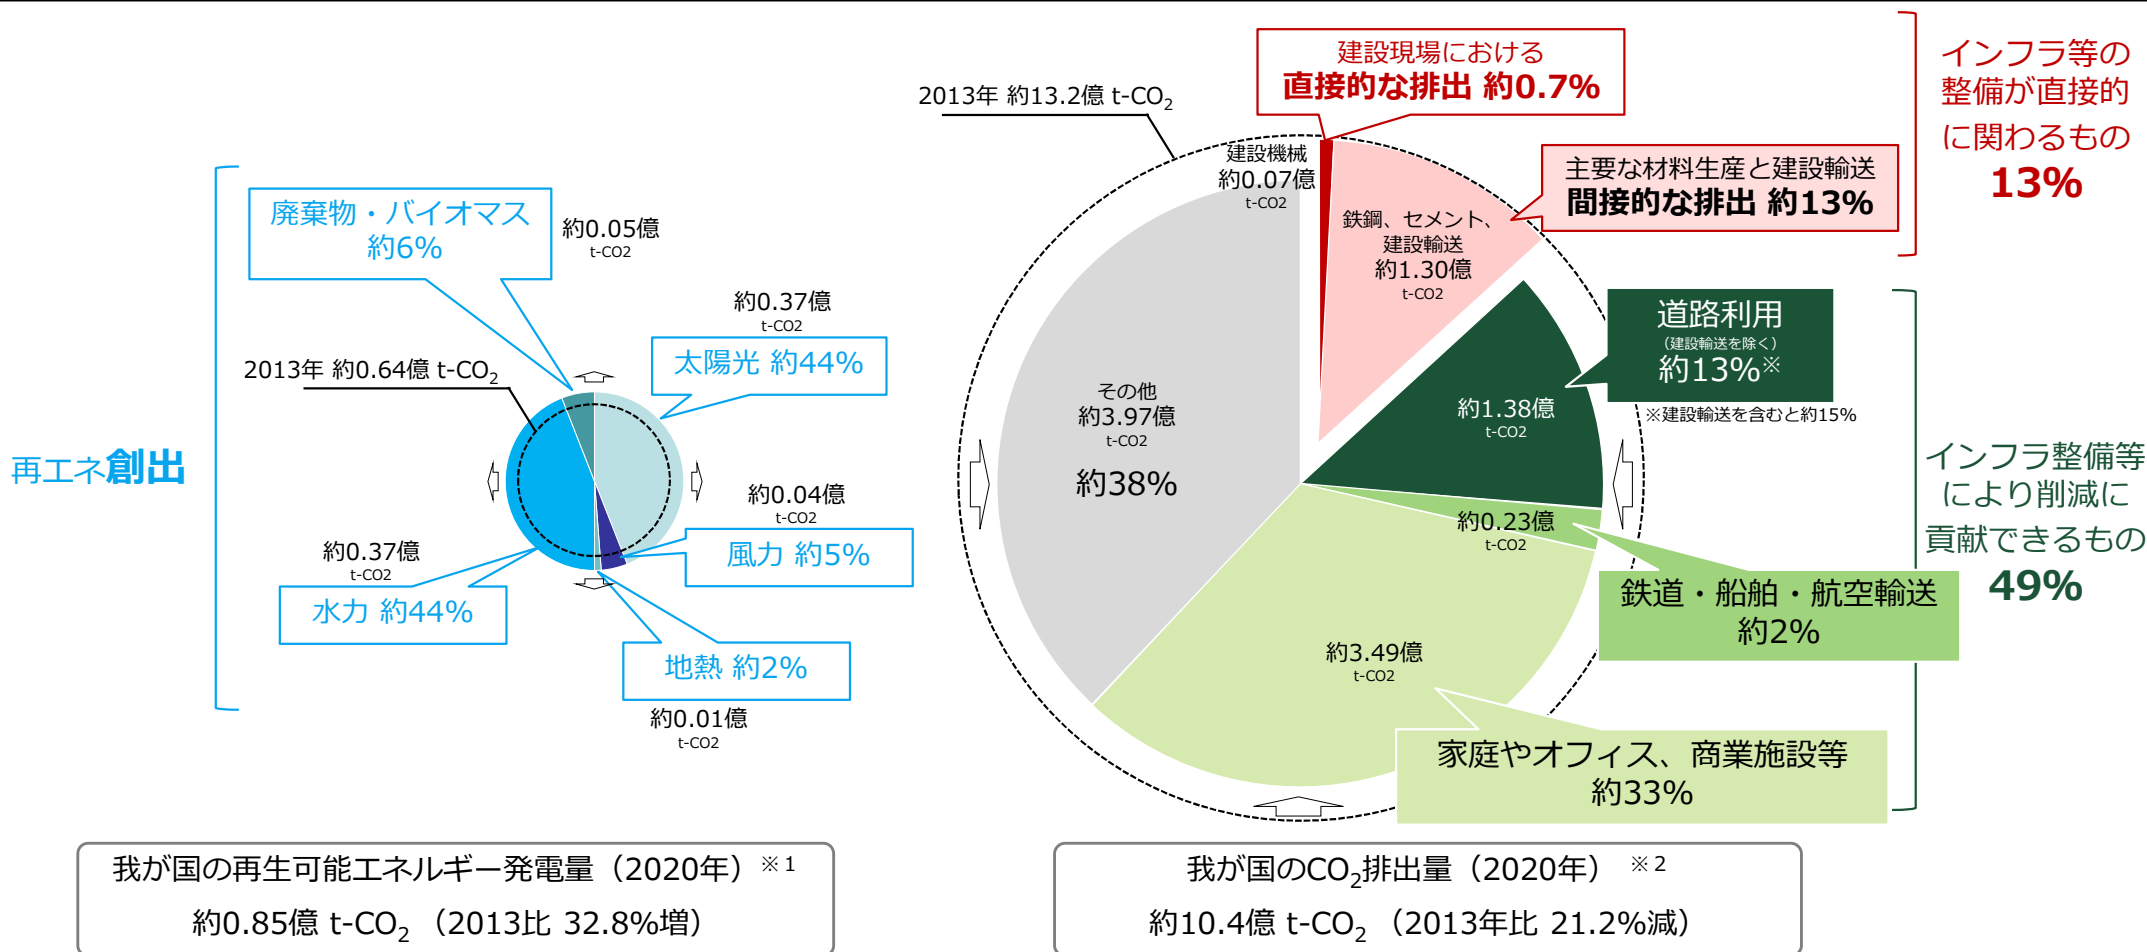 再エネ創出
廃棄物・バイオマス
約6%
約0.05億
t-CO2
約0.37億
t-CO2
太陽光 約44%
2013年 約0.64億 t-CO₂
約0.04億
t-CO2
風力 約5%
約0.37億
t-CO2
水力 約44%
地熱 約2%
約0.01億
t-CO2
我が国の再生可能エネルギー発電量（2020年）※1
約0.85億 t-CO₂ （2013比 32.8%増）
2013年 約13.2億 t-CO₂
建設現場における
直接的な排出 約0.7%
建設機械
約0.07億
t-CO2
主要な材料生産と建設輸送
間接的な排出 約13%
鉄鋼、セメント、
建設輸送
約1.30億
t-CO2
インフラ等の
整備が直接的
に関わるもの
13%
道路利用
（建設輸送を除く）
約13%※
※建設輸送を含むと約15%
約1.38億
t-CO2
その他
約3.97億
t-CO2
約38%
約0.23億
t-CO2
鉄道・船舶・航空輸送
約2%
約3.49億
t-CO2
家庭やオフィス、商業施設等
約33%
インフラ整備等
により削減に
貢献できるもの
49%
我が国のCO₂排出量（2020年） ※2
約10.4億 t-CO₂ （2013年比 21.2%減）